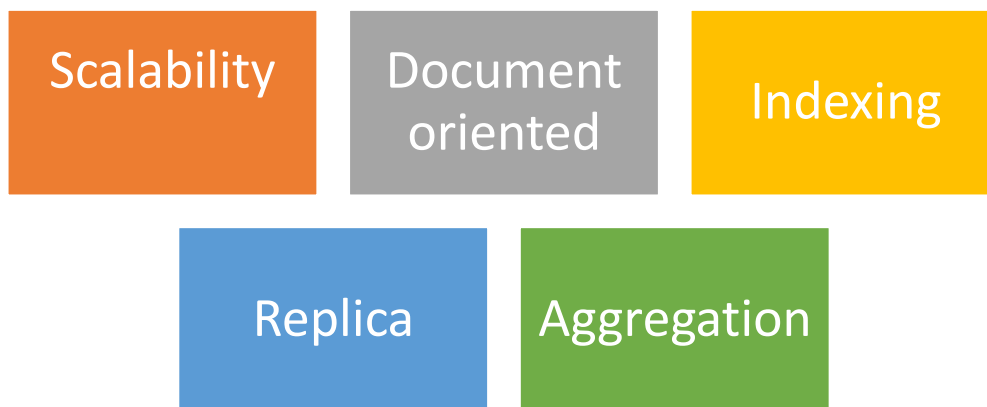 Scalability
Document
oriented
Indexing
Replica
Aggregation